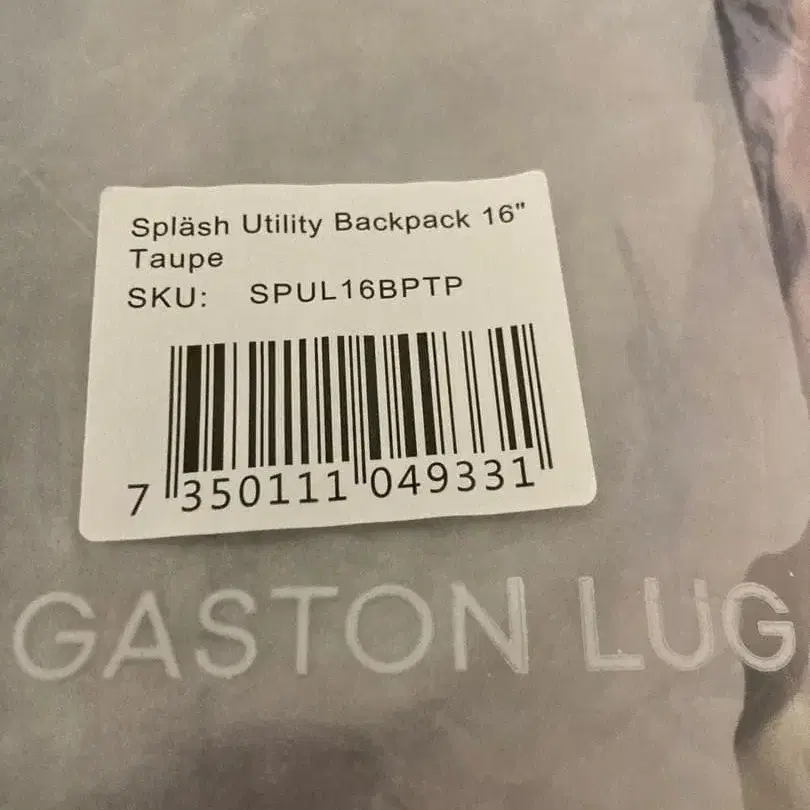 Spläsh Utility Backpack 16"
Taupe
SKU: SPUL16BPTP
7 350111 049331
GASTON LUG